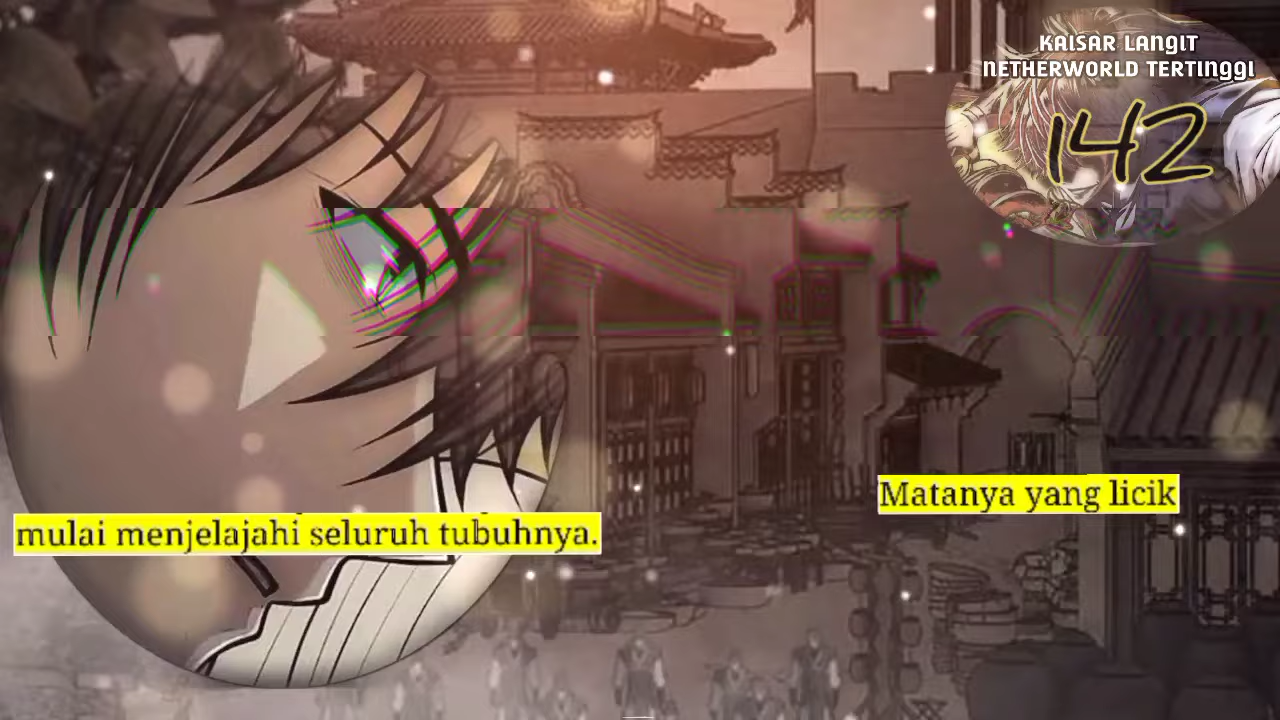 KAISAR LANGIT
NETHERWORLD TERTINGGI
142
Matanya yang licik
mulai menjelajahi seluruh tubuhnya.